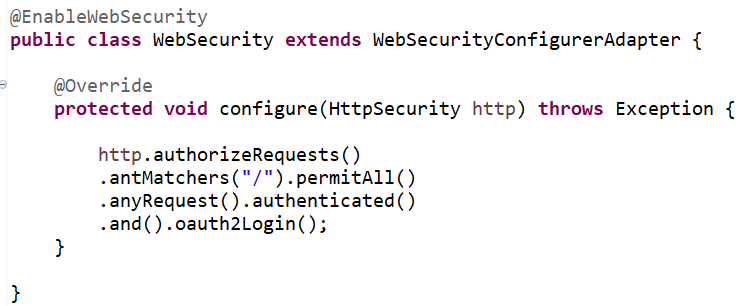 @EnableWebSecurity
public class WebSecurity extends WebSecurityConfigurerAdapter {
@Override
protected void configure(HttpSecurity http) throws Exception {
http.authorizeRequests()
.antMatchers("/").permitAll()
.anyRequest().authenticated()
.and().oauth2Login();
}
}